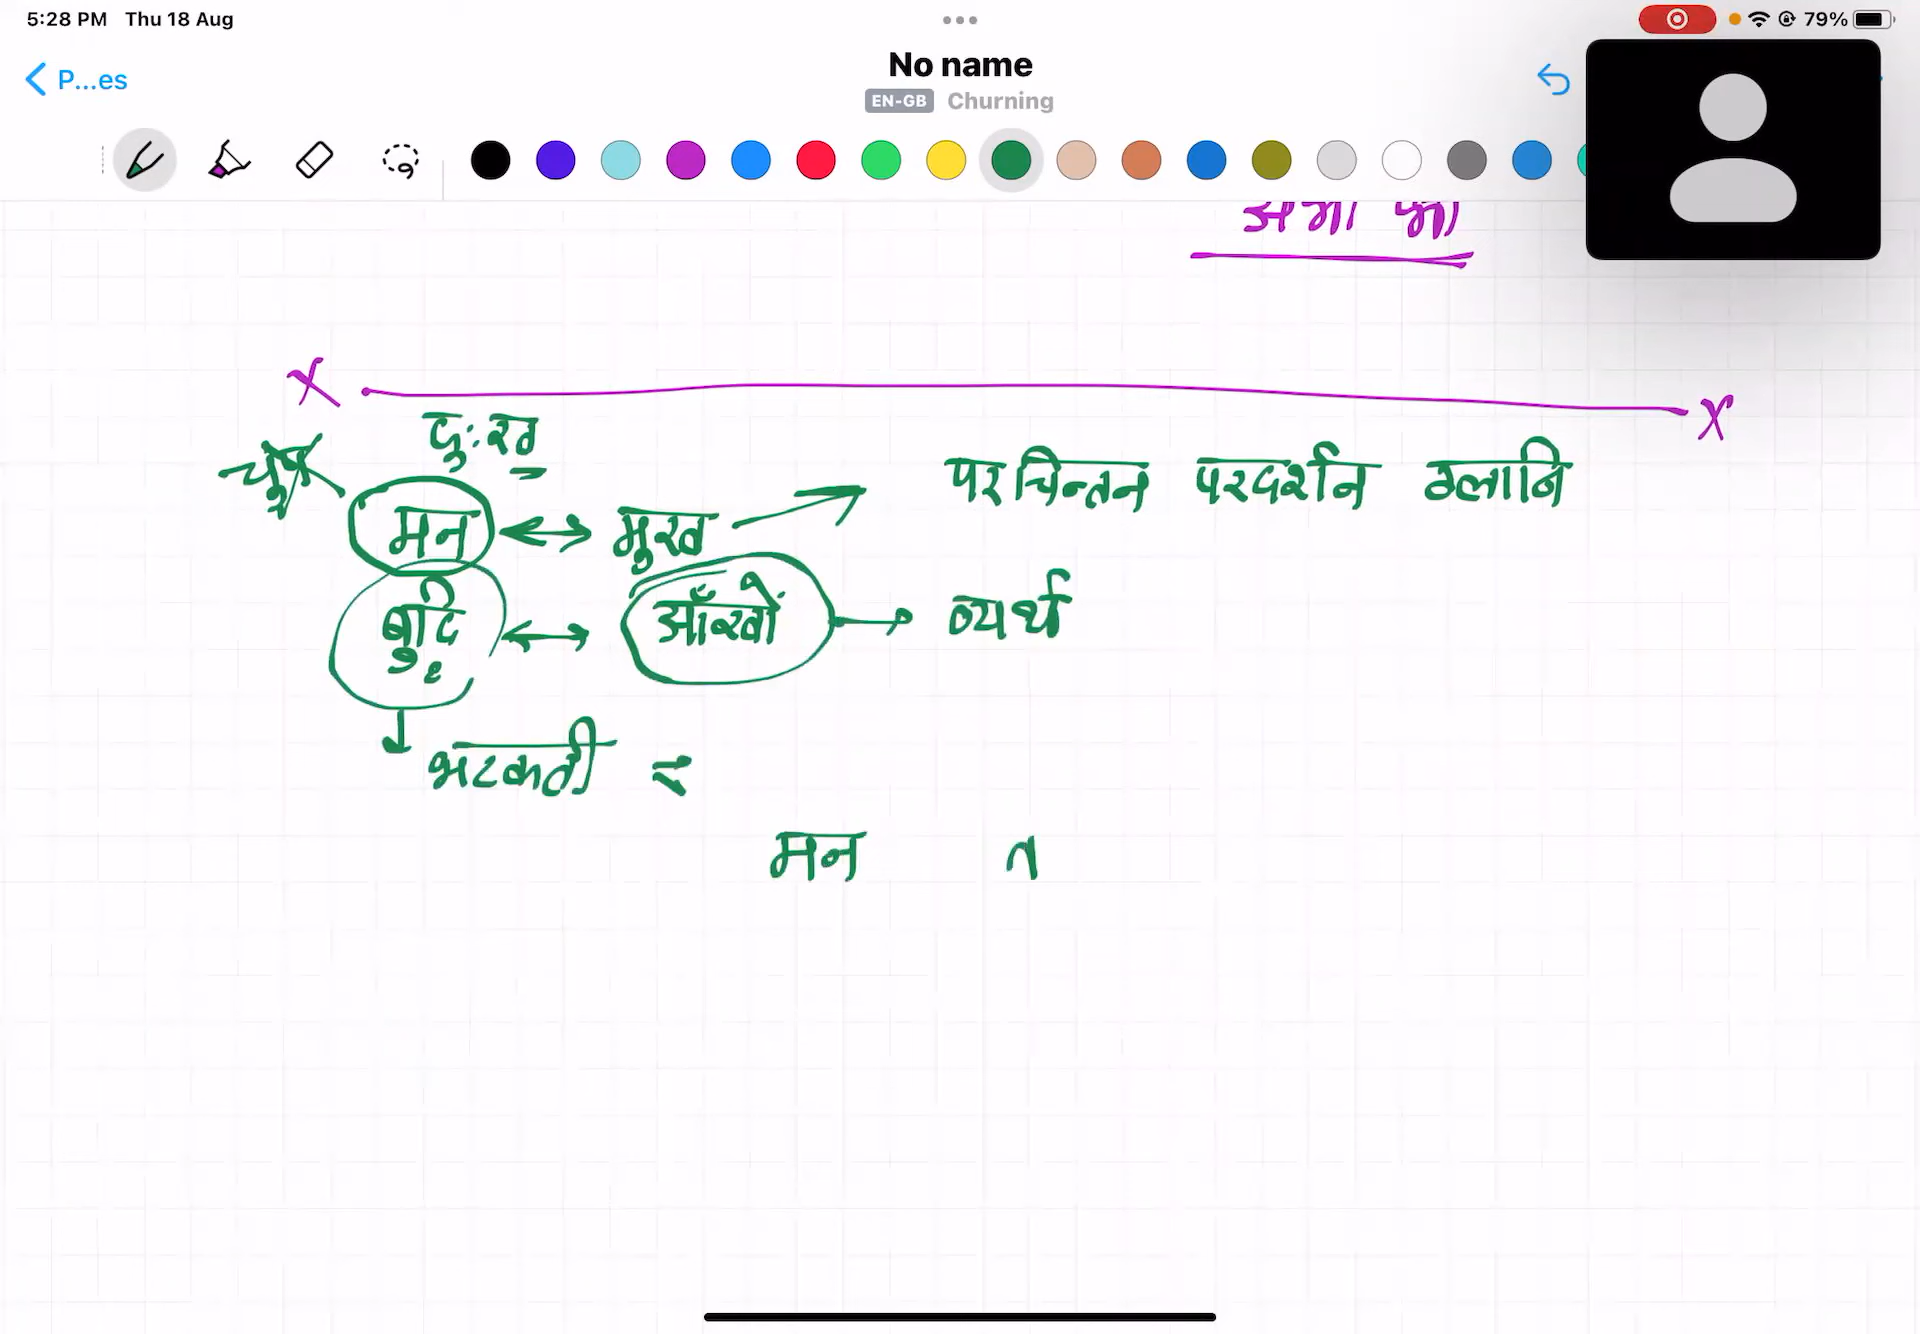 5:28 PM Thu 18 Aug
79%
P...es
No name
EN-GB Churning
X X
दुःख
चुप
मन मुख परचिन्तन परदर्शन ग्लानि
बुद्धि आँखों व्यर्थ
भटकती
मन